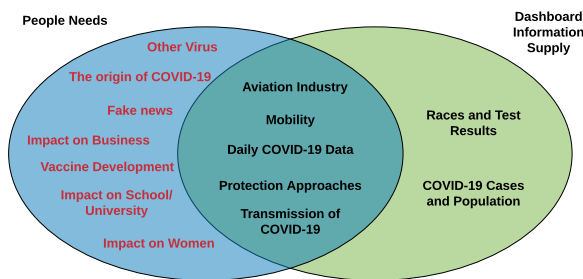 People Needs
Dashboard
Information
Supply
Other Virus
The origin of COVID-19
Fake news
Impact on Business
Vaccine Development
Impact on School/
University
Impact on Women
Aviation Industry
Mobility
Daily COVID-19 Data
Protection Approaches
Transmission of
COVID-19
Races and Test
Results
COVID-19 Cases
and Population